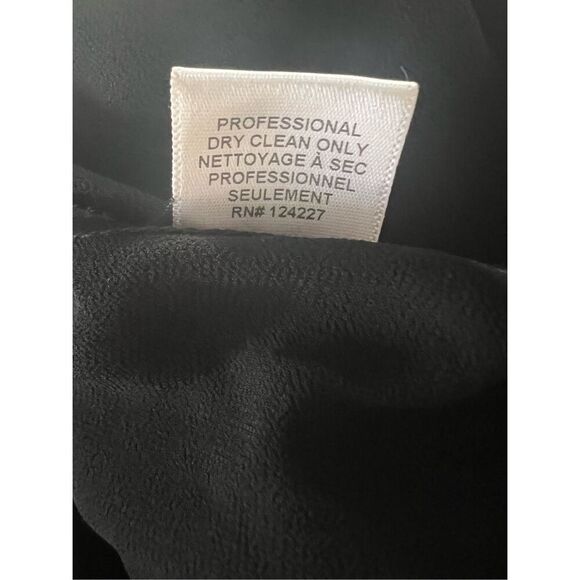 PROFESSIONAL
DRY CLEAN ONLY
NETTOYAGE À SEC
PROFESSIONNEL
SEULEMENT
RN# 124227